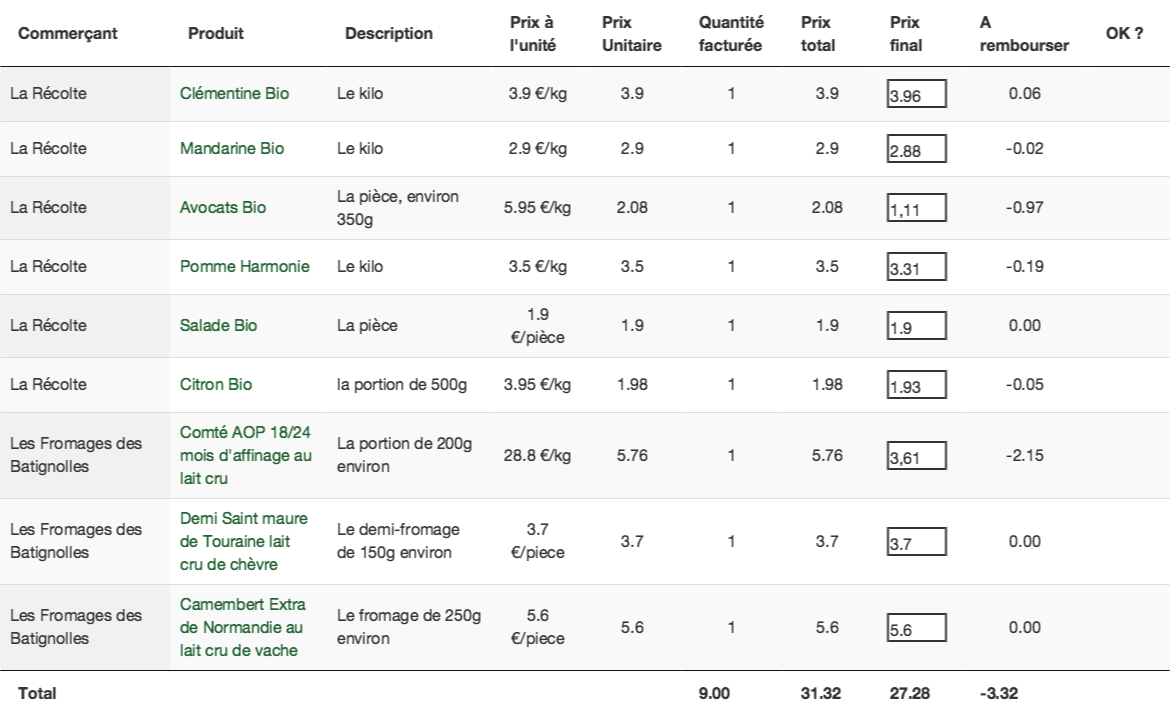 Commerçant Produit Description Prix à l'unité Prix Unitaire Quantité facturée Prix total Prix final A rembourser OK ?
La Récolte Clémentine Bio Le kilo 3.9 €/kg 3.9 1 3.9 3.96 0.06
La Récolte Mandarine Bio Le kilo 2.9 €/kg 2.9 1 2.9 2.88 -0.02
La Récolte Avocats Bio La pièce, environ 350g 5.95 €/kg 2.08 1 2.08 1,11 -0.97
La Récolte Pomme Harmonie Le kilo 3.5 €/kg 3.5 1 3.5 3.31 -0.19
La Récolte Salade Bio La pièce 1.9 €/pièce 1.9 1 1.9 1.9 0.00
La Récolte Citron Bio la portion de 500g 3.95 €/kg 1.98 1 1.98 1.93 -0.05
Les Fromages des Batignolles Comté AOP 18/24 mois d'affinage au lait cru La portion de 200g environ 28.8 €/kg 5.76 1 5.76 3,61 -2.15
Les Fromages des Batignolles Demi Saint maure de Touraine lait cru de chèvre Le demi-fromage de 150g environ 3.7 €/piece 3.7 1 3.7 3.7 0.00
Les Fromages des Batignolles Camembert Extra de Normandie au lait cru de vache Le fromage de 250g environ 5.6 €/piece 5.6 1 5.6 5.6 0.00
Total 9.00 31.32 27.28 -3.32